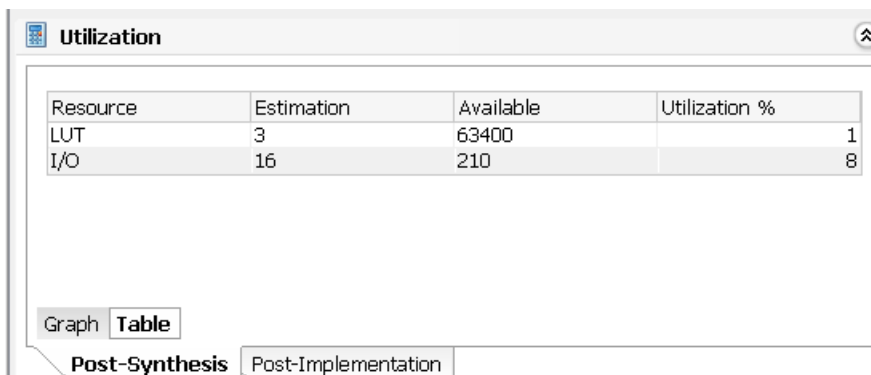 Utilization
Resource Estimation Available Utilization %
LUT 3 63400 1
I/O 16 210 8
Graph Table
Post-Synthesis Post-Implementation